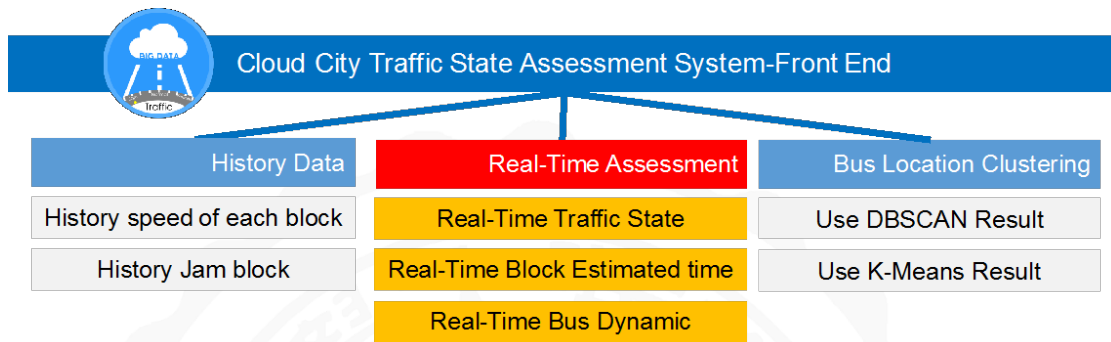 BIG DATA
Traffic
Cloud City Traffic State Assessment System-Front End
History Data
History speed of each block
History Jam block
Real-Time Assessment
Real-Time Traffic State
Real-Time Block Estimated time
Real-Time Bus Dynamic
Bus Location Clustering
Use DBSCAN Result
Use K-Means Result